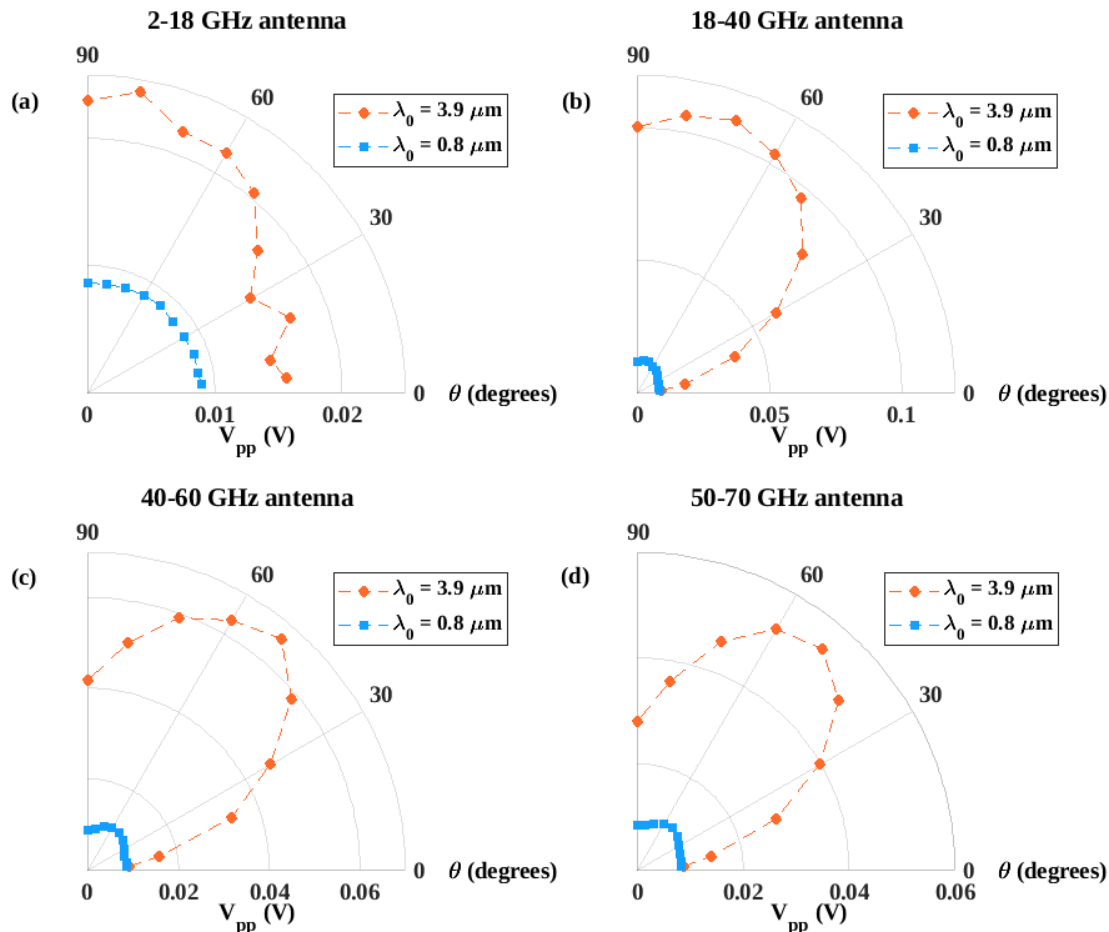 2-18 GHz antenna
(a)
90
60
30
0
θ (degrees)
λ0 = 3.9 μm
λ0 = 0.8 μm
0 0.01 0.02
Vpp (V)
18-40 GHz antenna
(b)
90
60
30
0
θ (degrees)
λ0 = 3.9 μm
λ0 = 0.8 μm
0 0.05 0.1
Vpp (V)
40-60 GHz antenna
(c)
90
60
30
0
θ (degrees)
λ0 = 3.9 μm
λ0 = 0.8 μm
0 0.02 0.04 0.06
Vpp (V)
50-70 GHz antenna
(d)
90
60
30
0
θ (degrees)
λ0 = 3.9 μm
λ0 = 0.8 μm
0 0.02 0.04 0.06
Vpp (V)